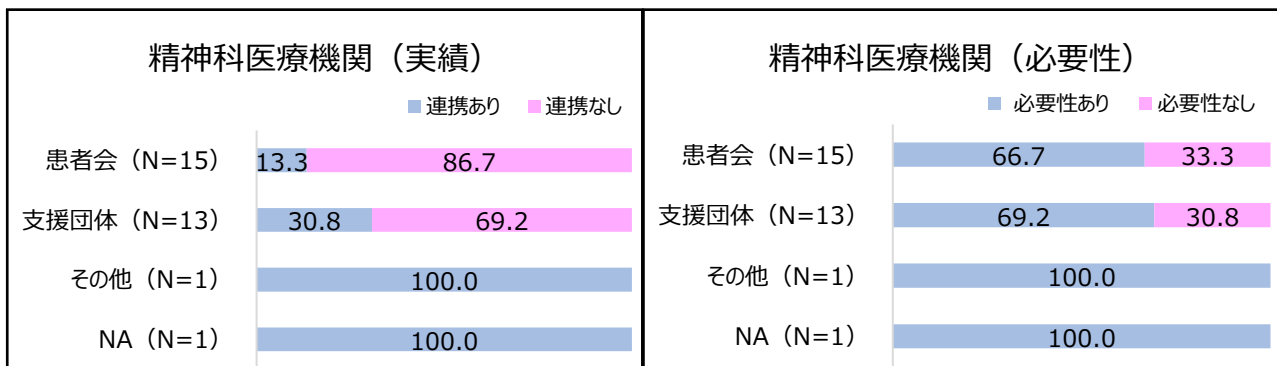 精神科医療機関（実績）
連携あり 連携なし
患者会（N=15） 13.3 86.7
支援団体（N=13） 30.8 69.2
その他（N=1） 100.0
NA（N=1） 100.0
精神科医療機関（必要性）
必要性あり 必要性なし
患者会（N=15） 66.7 33.3
支援団体（N=13） 69.2 30.8
その他（N=1） 100.0
NA（N=1） 100.0